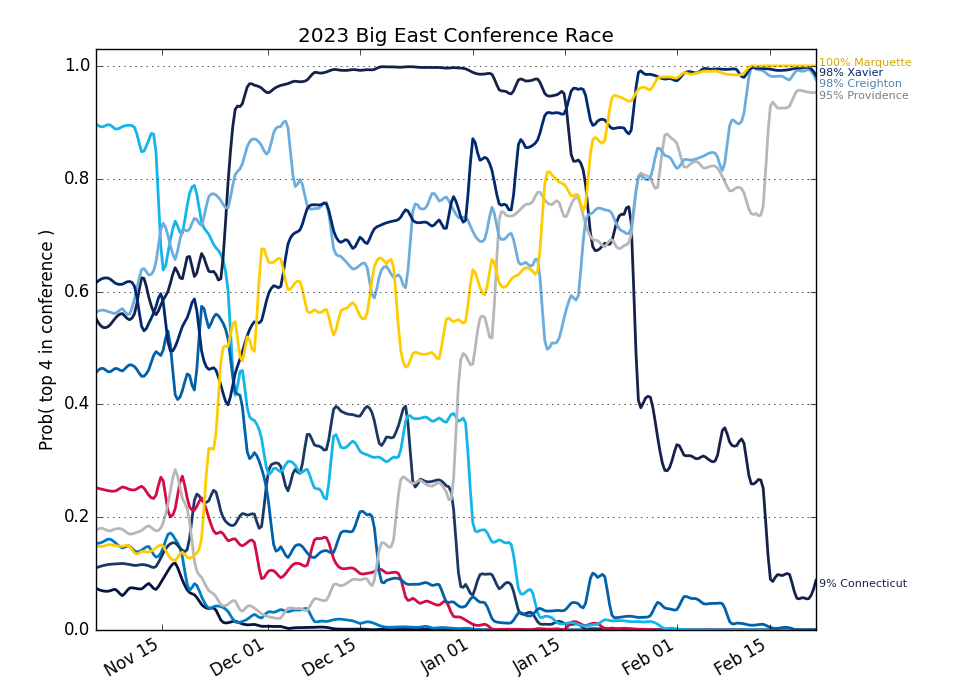 2023 Big East Conference Race
Prob( top 4 in conference )
1.0
0.8
0.6
0.4
0.2
0.0
Nov 15
Dec 01
Dec 15
Jan 01
Jan 15
Feb 01
Feb 15
100% Marquette
98% Xavier
98% Creighton
95% Providence
9% Connecticut